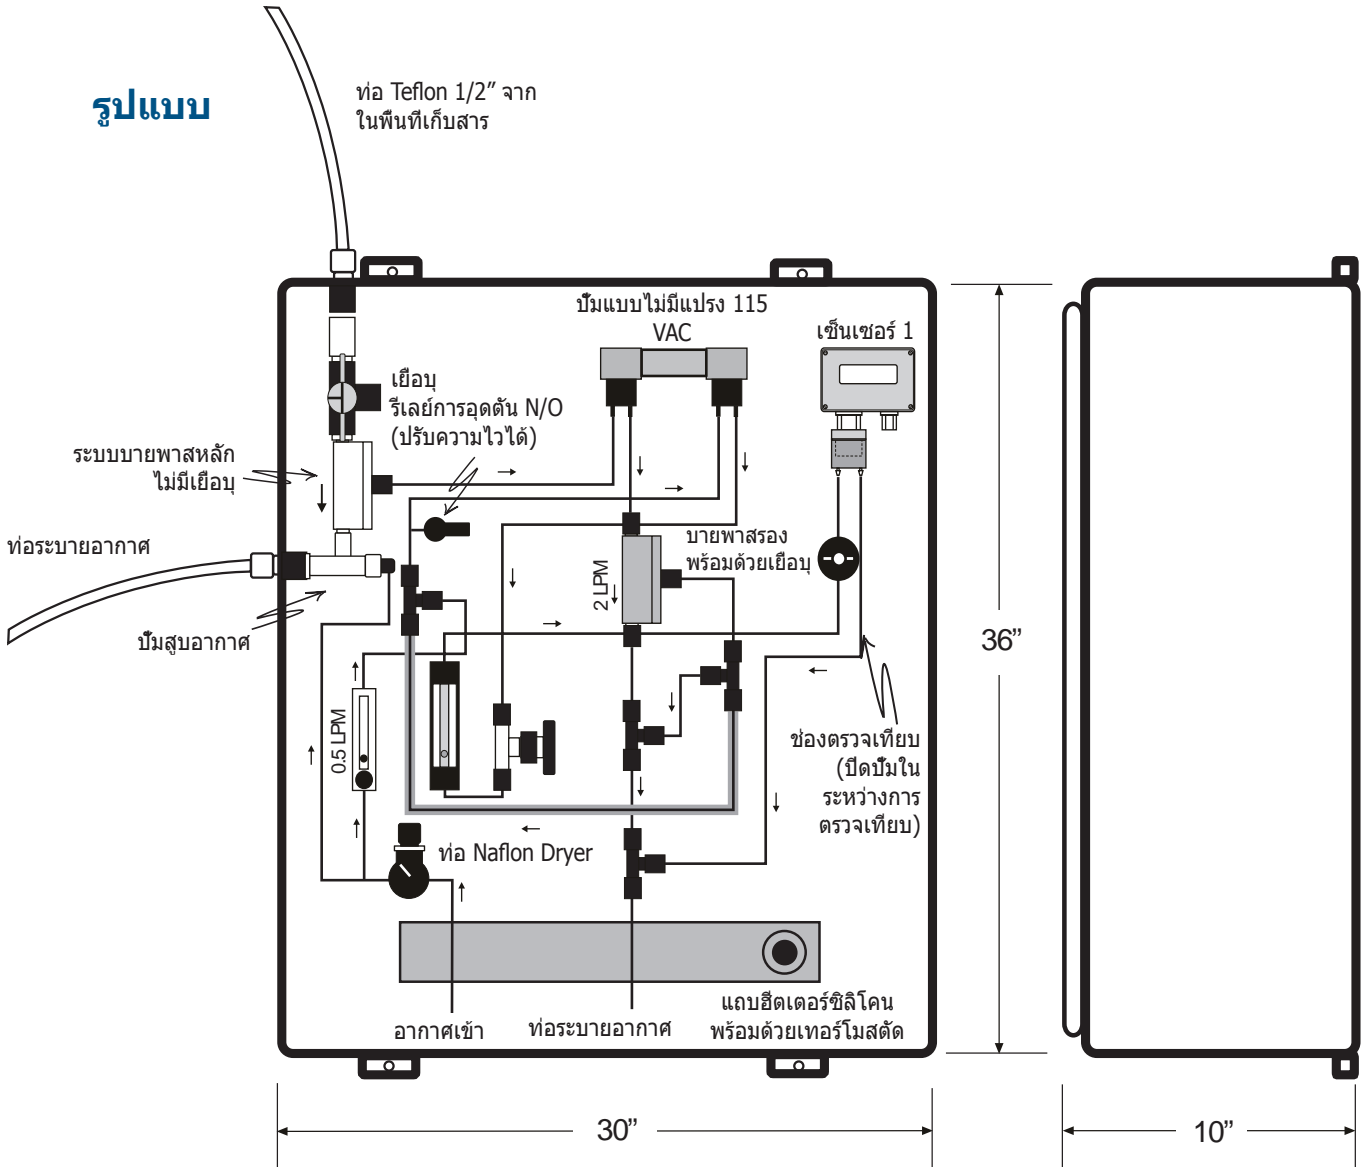 รูปแบบ
ท่อ Teflon 1/2” จาก
ในพื้นที่เก็บสาร
ปั๊มแบบไม่มีแปรง 115
VAC
เซ็นเซอร์ 1
เยื่อบุ
รีเลย์การอุดตัน N/O
(ปรับความไวได้)
ระบบบายพาสหลัก
ไม่มีเยื่อบุ
ท่อระบายอากาศ
ปั๊มสูบอากาศ
บายพาสรอง
พร้อมด้วยเยื่อบุ
2 LPM
0.5 LPM
36”
ช่องตรวจเทียบ
(ปิดปั๊มใน
ระหว่างการ
ตรวจเทียบ)
ท่อ Naflon Dryer
อากาศเข้า
ท่อระบายอากาศ
แถบฮีตเตอร์ซิลิโคน
พร้อมด้วยเทอร์โมสตัด
30”
10”